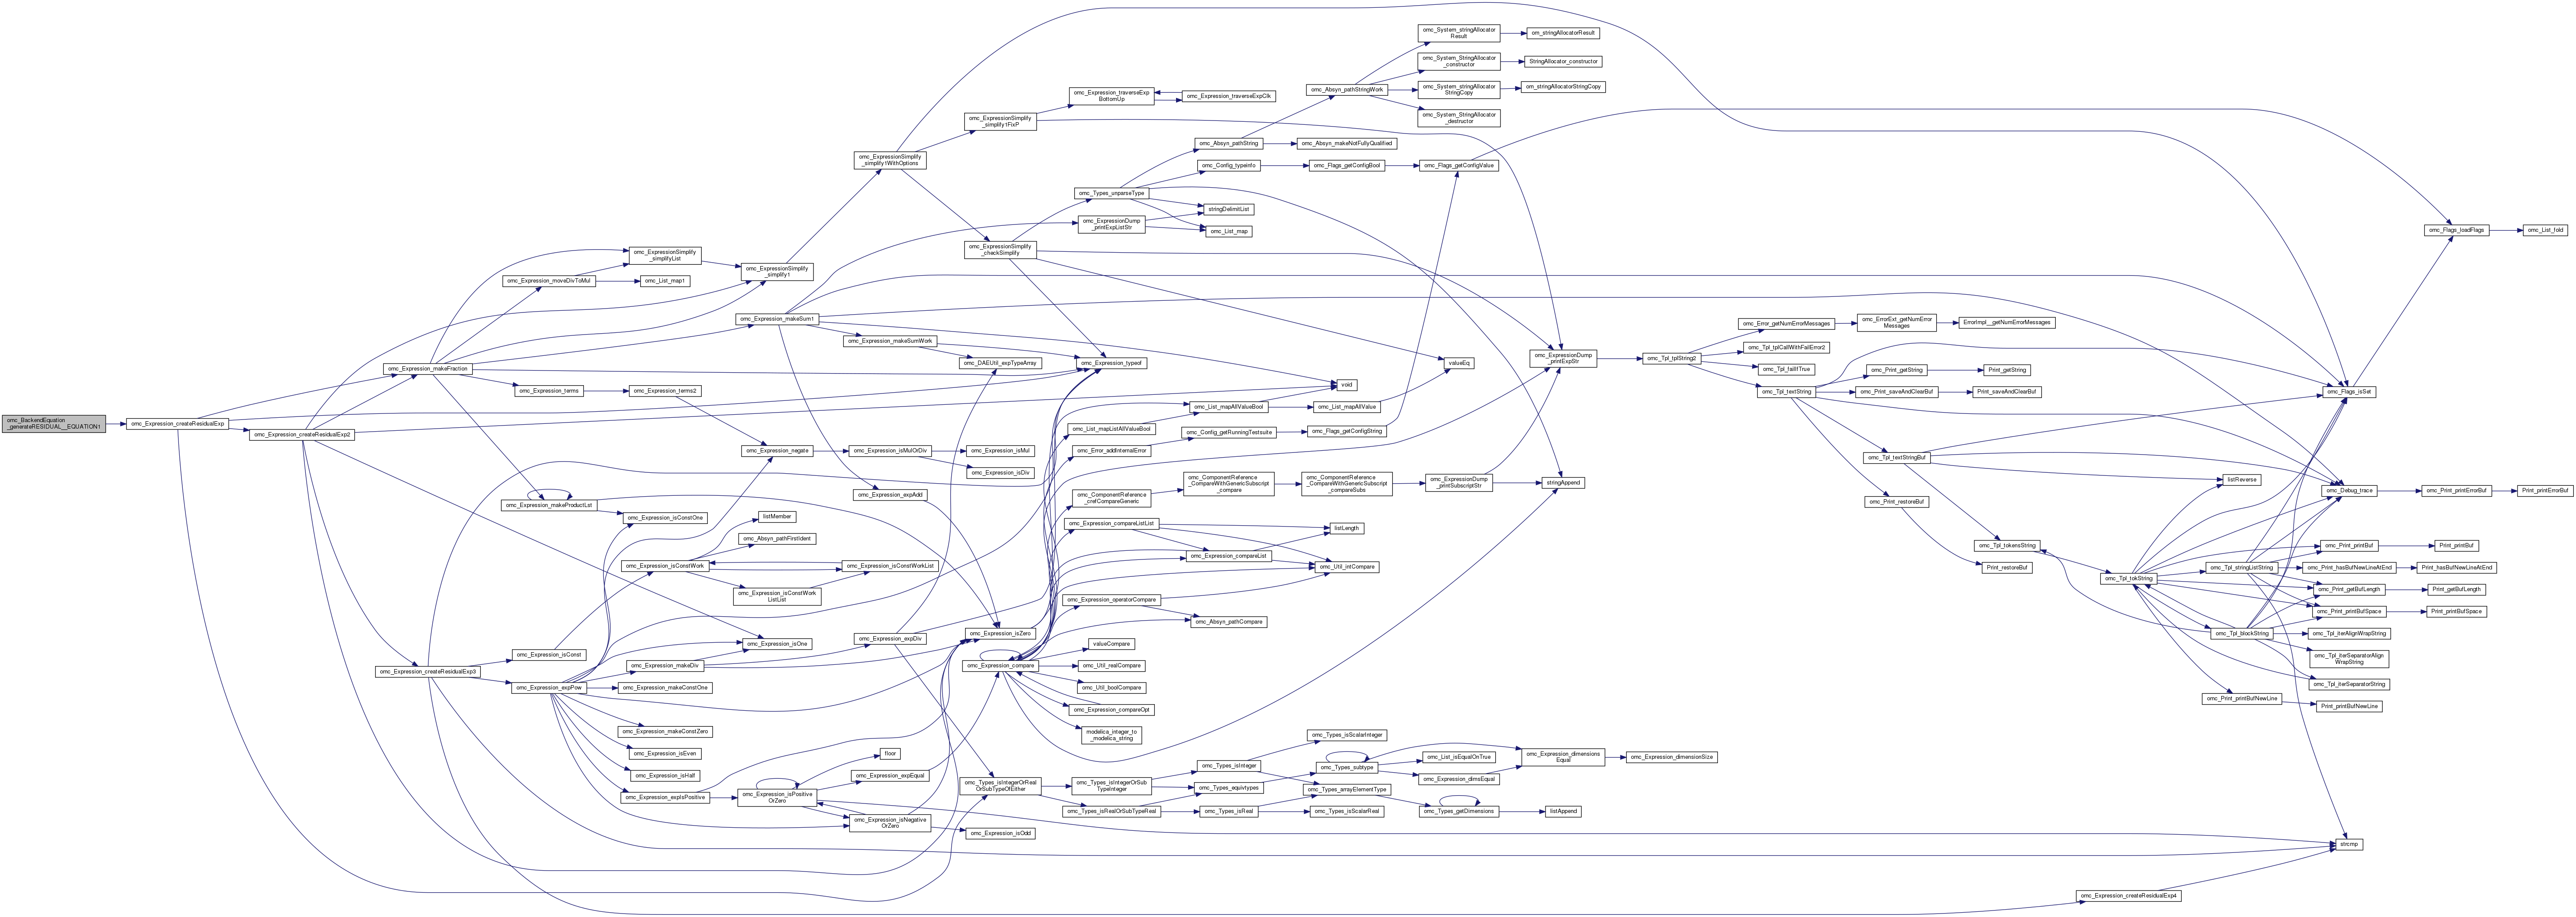 omc_BackendEquation
_generateRESIDUAL__EQUATION1
omc_Expression_createResidualExp
omc_Expression_createResidualExp2
omc_Expression_makeFraction
omc_Expression_createResidualExp3
omc_Expression_moveDivToMul
omc_Expression_terms
omc_Expression_makeProductLst
omc_Expression_isConst
omc_Expression_expPow
omc_ExpressionSimplify
_simplifyList
omc_List_map1
omc_Expression_terms2
omc_Expression_isConstOne
omc_Expression_isConstWork
omc_Expression_makeDiv
omc_Expression_makeConstOne
omc_Expression_makeConstZero
omc_Expression_isEven
omc_Expression_isHalf
omc_Expression_expIsPositive
omc_ExpressionSimplify
_simplify1
omc_Expression_makeSum1
omc_Expression_negate
listMember
omc_Absyn_pathFirstIdent
omc_Expression_isConstWork
ListList
omc_Expression_isOne
omc_Expression_isPositive
OrZero
omc_ExpressionSimplify
_simplify1WithOptions
omc_Expression_makeSumWork
omc_Expression_isMulOrDiv
omc_Expression_expAdd
omc_Expression_isConstWorkList
omc_Expression_expDiv
floor
omc_Expression_expEqual
omc_Expression_isNegative
OrZero
omc_ExpressionSimplify
_simplify1FixP
omc_ExpressionSimplify
_checkSimplify
omc_DAEUtil_expTypeArray
omc_Expression_isMul
omc_Expression_isDiv
omc_Expression_isZero
omc_Expression_compare
omc_Types_isIntegerOrReal
OrSubTypeOfEither
omc_Expression_isOdd
omc_Expression_traverseExp
BottomUp
omc_Types_unparseType
omc_ExpressionDump
_printExpListStr
omc_Expression_typeof
omc_List_mapListAllValueBool
omc_Error_addInternalError
omc_ComponentReference
_crefCompareGeneric
omc_Expression_compareListList
omc_Expression_operatorCompare
valueCompare
omc_Util_realCompare
omc_Util_boolCompare
omc_Expression_compareOpt
modelica_integer_to
_modelica_string
omc_Types_isIntegerOrSub
TypeInteger
omc_Types_isRealOrSubTypeReal
omc_Expression_traverseExpClk
omc_Absyn_pathString
omc_Config_typeinfo
stringDelimitList
omc_List_map
omc_List_mapAllValueBool
omc_Config_getRunningTestsuite
omc_ComponentReference
_CompareWithGenericSubscript
_compare
omc_Expression_compareList
omc_Absyn_pathCompare
omc_Types_isInteger
omc_Types_equivtypes
omc_Types_isReal
omc_Absyn_pathStringWork
omc_Absyn_makeNotFullyQualified
omc_Flags_getConfigBool
void
omc_List_mapAllValue
omc_Flags_getConfigString
omc_ComponentReference
_CompareWithGenericSubscript
_compareSubs
listLength
omc_Util_intCompare
omc_Types_isScalarInteger
omc_Types_subtype
omc_Types_arrayElementType
omc_Types_isScalarReal
omc_System_stringAllocator
Result
omc_System_StringAllocator
_constructor
omc_System_stringAllocator
StringCopy
omc_System_StringAllocator
_destructor
omc_Flags_getConfigValue
valueEq
omc_ExpressionDump
_printSubscriptStr
omc_List_isEqualOnTrue
omc_Expression_dimsEqual
omc_Types_getDimensions
om_stringAllocatorResult
StringAllocator_constructor
om_stringAllocatorStringCopy
omc_ExpressionDump
_printExpStr
stringAppend
omc_Expression_dimensions
Equal
listAppend
omc_Tpl_tplString2
omc_Expression_dimensionSize
omc_Error_getNumErrorMessages
omc_Tpl_tplCallWithFailError2
omc_Tpl_failIfTrue
omc_Tpl_textString
omc_ErrorExt_getNumError
Messages
omc_Print_getString
omc_Print_saveAndClearBuf
omc_Tpl_textStringBuf
omc_Print_restoreBuf
ErrorImpl__getNumErrorMessages
Print_getString
Print_saveAndClearBuf
omc_Tpl_tokensString
Print_restoreBuf
omc_Tpl_tokString
omc_Expression_createResidualExp4
listReverse
omc_Tpl_stringListString
omc_Tpl_blockString
omc_Print_printBufNewLine
omc_Flags_isSet
omc_Debug_trace
omc_Print_printBuf
omc_Print_hasBufNewLineAtEnd
omc_Print_getBufLength
omc_Print_printBufSpace
omc_Tpl_iterAlignWrapString
omc_Tpl_iterSeparatorAlign
WrapString
omc_Tpl_iterSeparatorString
Print_printBufNewLine
strcmp
omc_Flags_loadFlags
omc_Print_printErrorBuf
Print_printBuf
Print_hasBufNewLineAtEnd
Print_getBufLength
Print_printBufSpace
omc_List_fold
Print_printErrorBuf